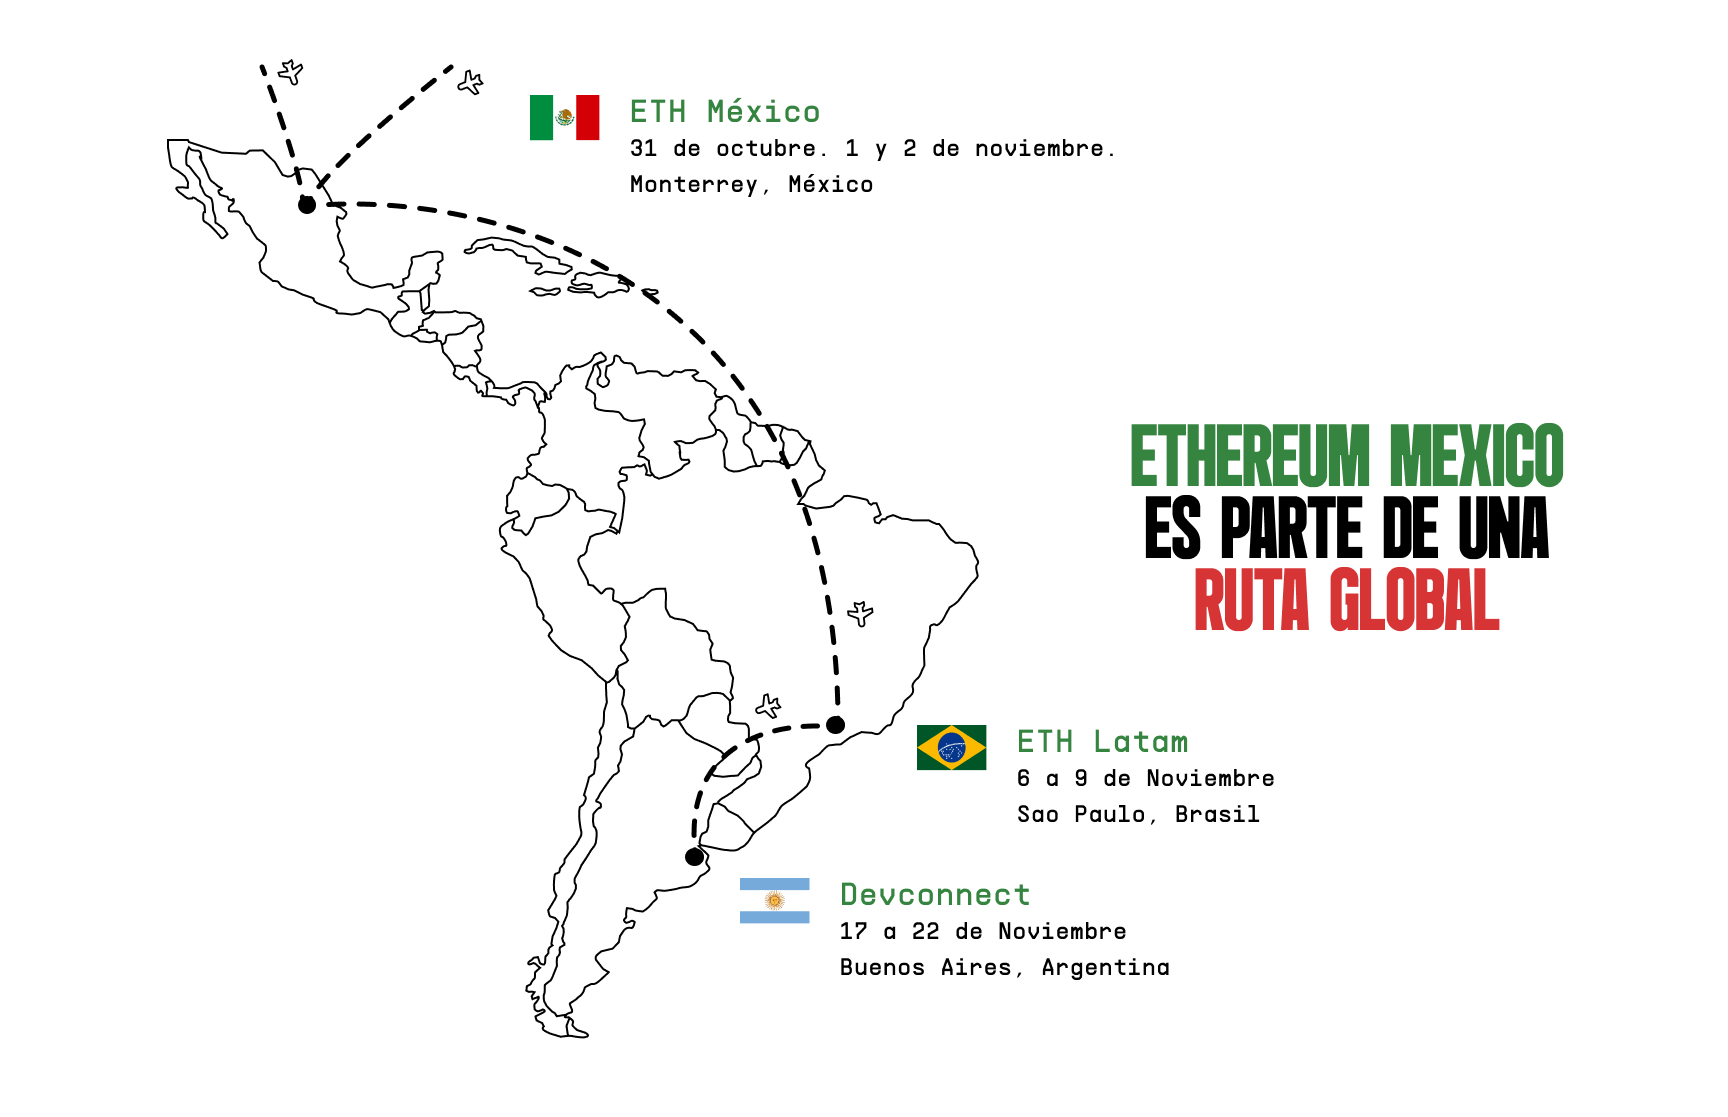 ETH México
31 de octubre. 1 y 2 de noviembre.
Monterrey, México
ETHEREUM MEXICO
ES PARTE DE UNA
RUTA GLOBAL
ETH Latam
6 a 9 de Noviembre
Sao Paulo, Brasil
Devconnect
17 a 22 de Noviembre
Buenos Aires, Argentina